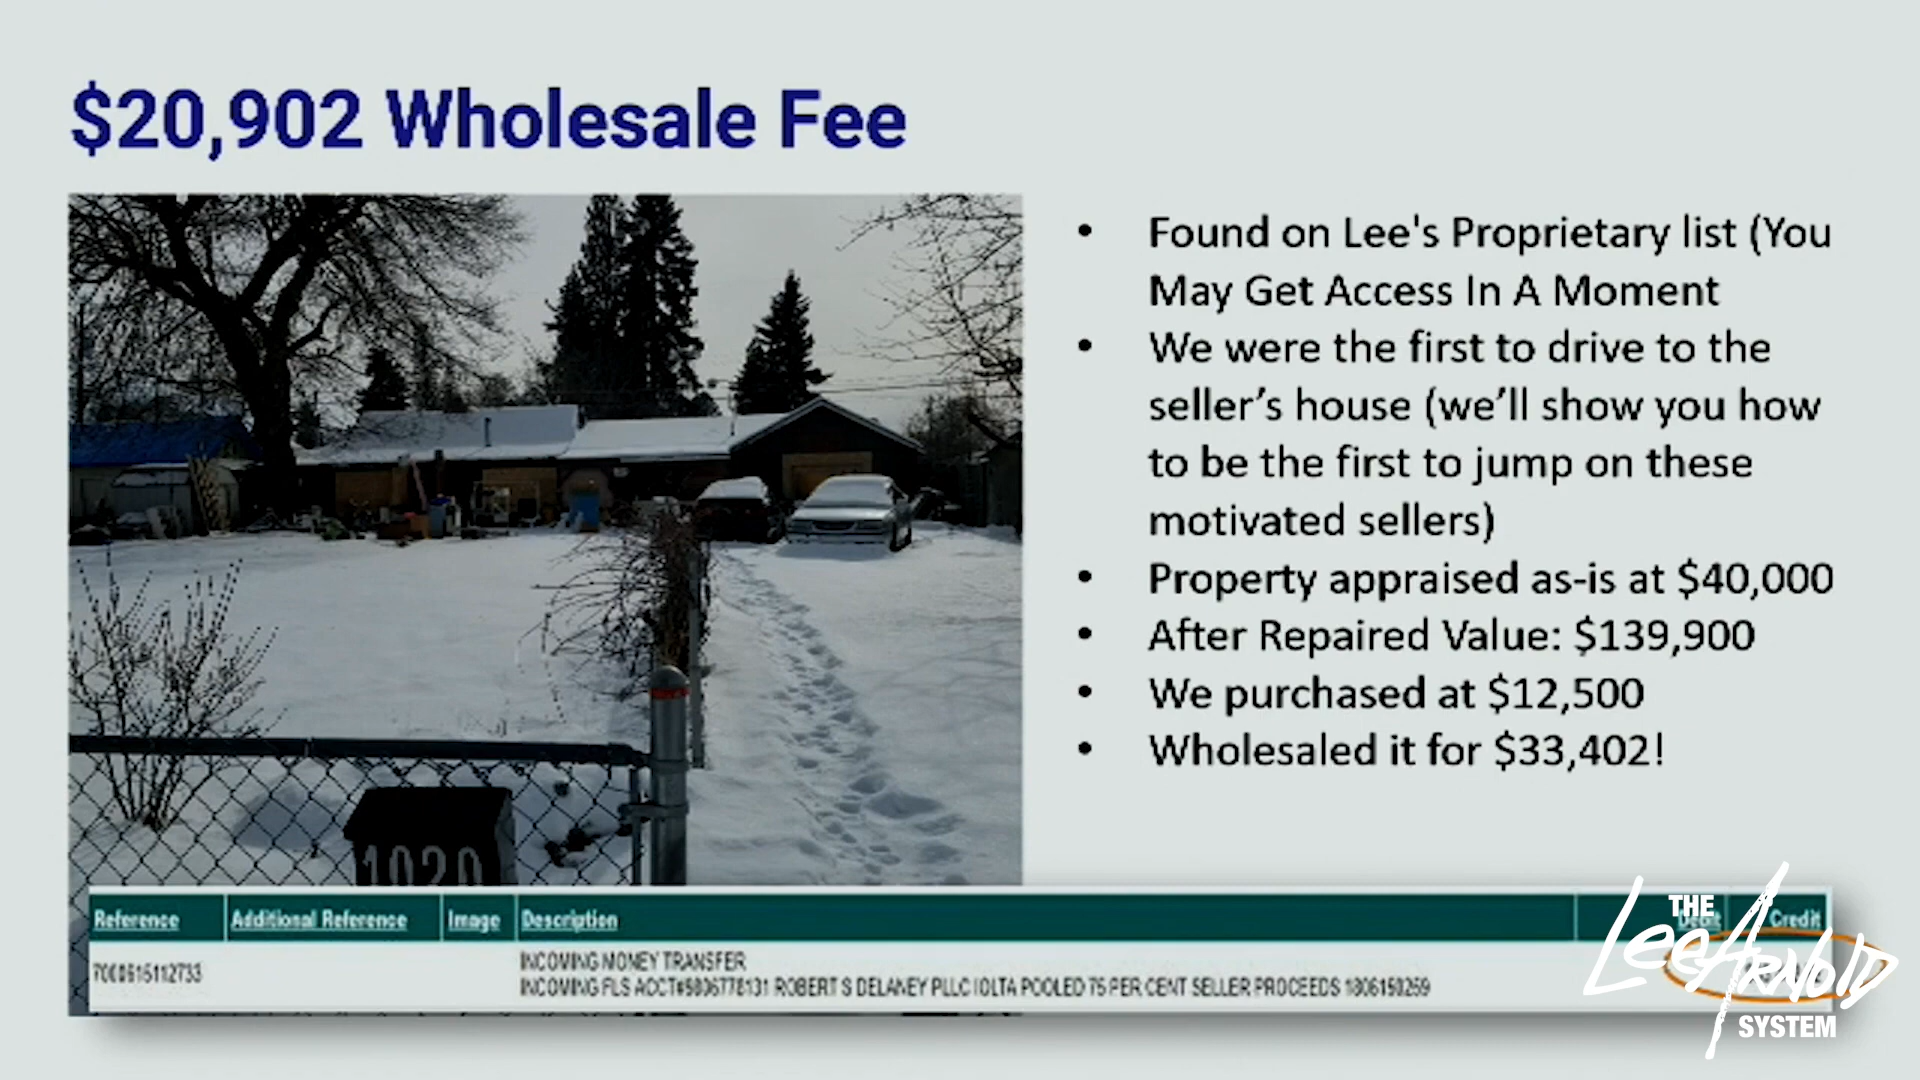 $20,902 Wholesale Fee
• Found on Lee's Proprietary list (You
May Get Access In A Moment
• We were the first to drive to the
seller’s house (we’ll show you how
to be the first to jump on these
motivated sellers)
• Property appraised as-is at $40,000
• After Repaired Value: $139,900
• We purchased at $12,500
• Wholesaled it for $33,402!
1020
Reference Additional Reference Image Description Debit Credit
INCOMING MONEY TRANSFER
INCOMING FLS ROBERT S DELANEY PLLC IOLTA POOLED 75 PER CENT SELLER PROCEEDS
THE
Lee Arnold
SYSTEM